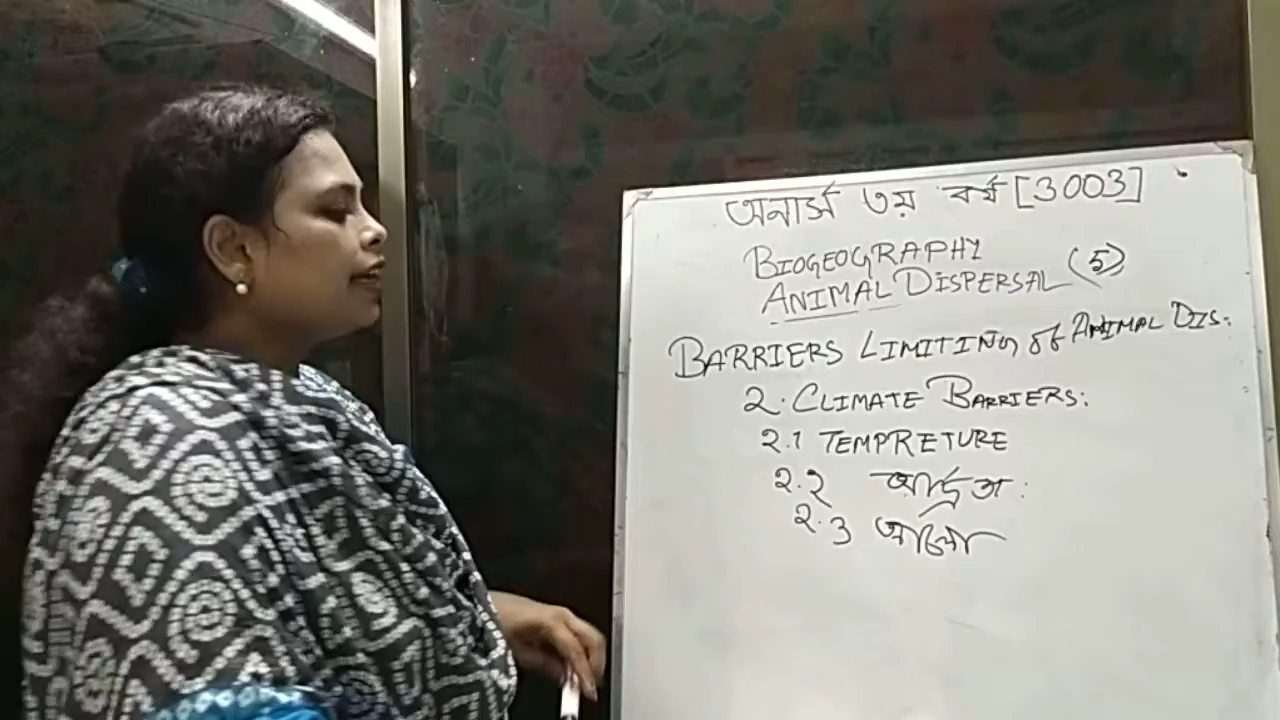 অনার্স ৩য় বর্ষ [3003]
BIOGEOGRAPHY
ANIMAL DISPERSAL (5)
BARRIERS LIMITING of ANIMAL DIS:
2. CLIMATE BARRIERS:
2.1 TEMPRETURE
2.২ আর্দ্রতা:
2.3 আলো